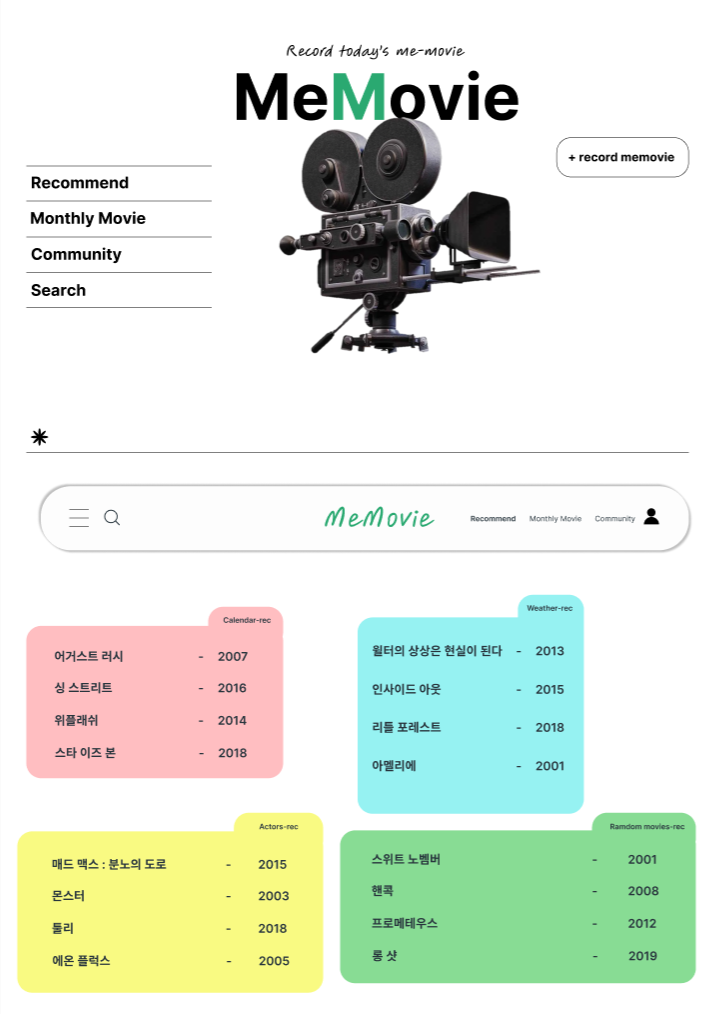 Record today's me-movie
MeMovie
+ record memovie
Recommend
Monthly Movie
Community
Search
MeMovie Recommend Monthly Movie Community
Calendar-rec
어거스트 러시 - 2007
싱 스트리트 - 2016
위플래쉬 - 2014
스타 이즈 본 - 2018
Weather-rec
윌터의 상상은 현실이 된다 - 2013
인사이드 아웃 - 2015
리틀 포레스트 - 2018
아멜리에 - 2001
Actors-rec
매드 맥스 : 분노의 도로 - 2015
몬스터 - 2003
툴리 - 2018
에온 플럭스 - 2005
Ramdom movies-rec
스위트 노벰버 - 2001
핸콕 - 2008
프로메테우스 - 2012
롱 샷 - 2019